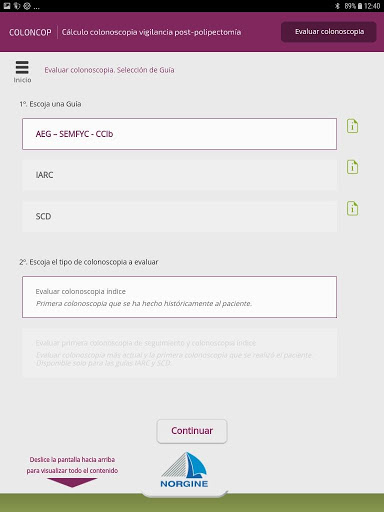 89% 12:40
COLONCOP Cálculo colonoscopia vigilancia post-polipectomía Evaluar colonoscopia
Inicio
Evaluar colonoscopia. Selección de Guía
1º. Escoja una Guía
AEG – SEMFYC - CCIb
IARC
SCD
2º. Escoja el tipo de colonoscopia a evaluar
Evaluar colonoscopia índice
Primera colonoscopia que se ha hecho históricamente al paciente.
Evaluar primera colonoscopia de seguimiento y colonoscopia índice
Evaluar colonoscopia más actual a la primera colonoscopia que se realizó el paciente.
Disponible solo para las guías IARC y SCD.
Continuar
Deslice la pantalla hacia arriba
para visualizar todo el contenido
NORGINE